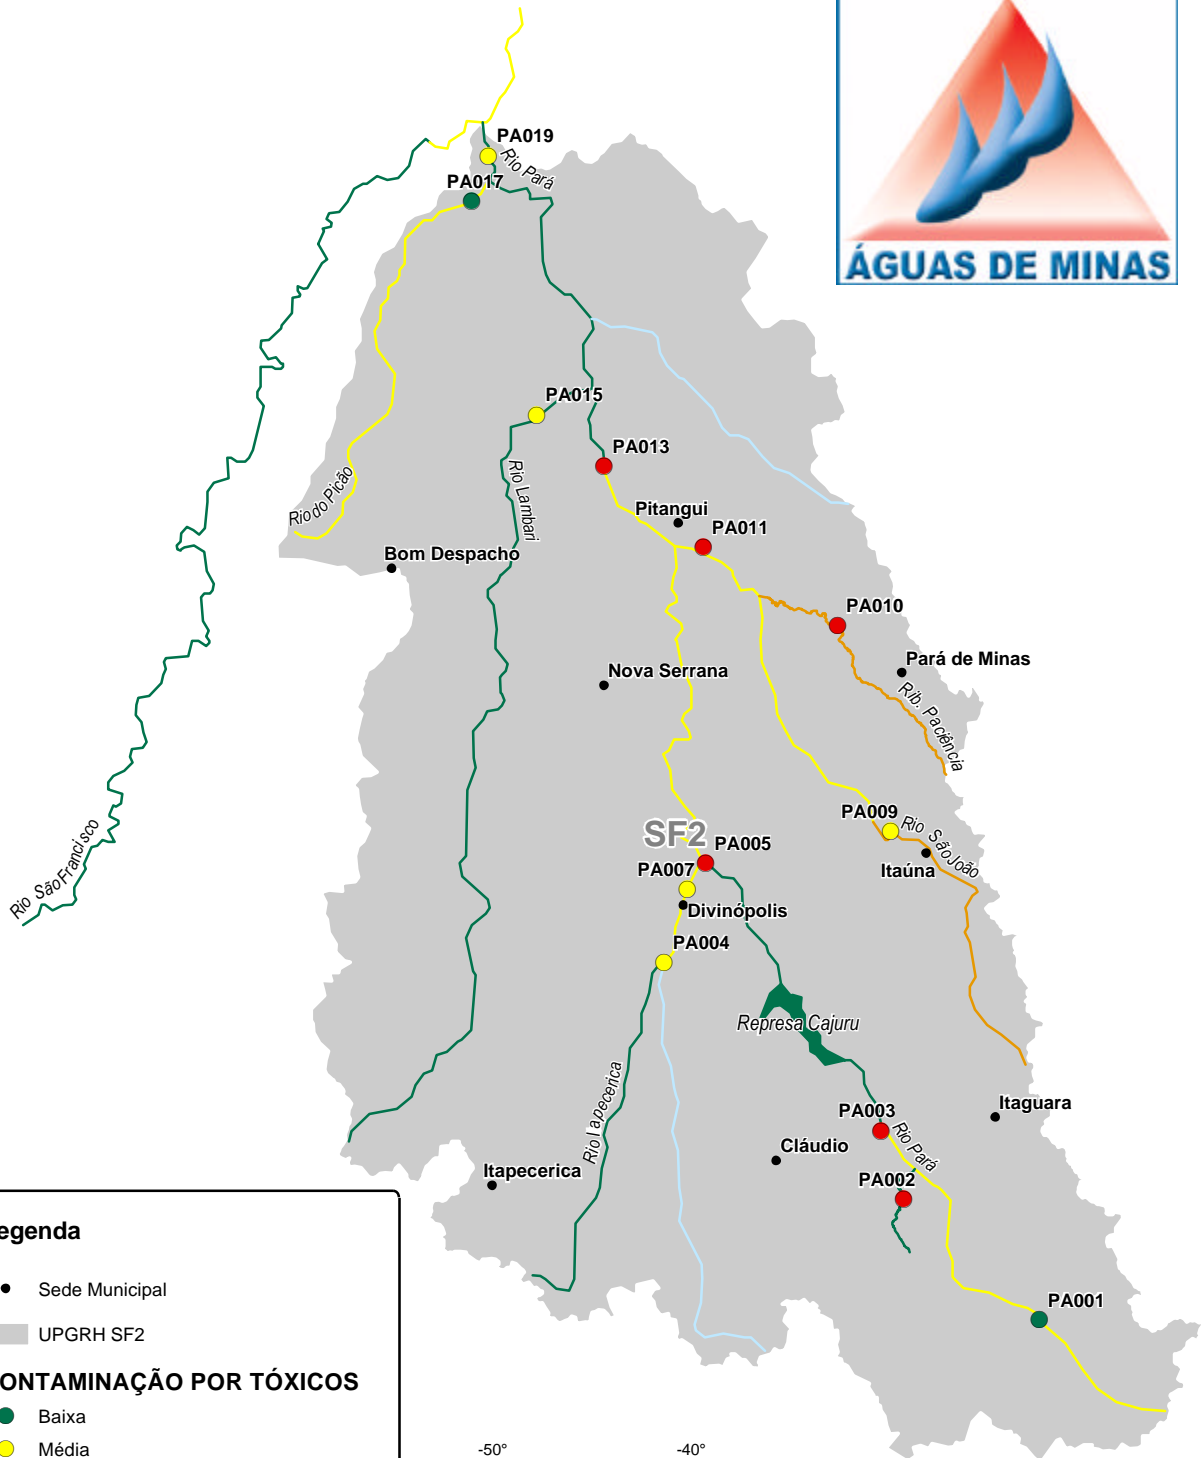 ÁGUAS DE MINAS
PA019
Rio Pará
PA017
PA015
PA013
Rio Lambari
Rio do Picão
Pitangui
PA011
Bom Despacho
PA010
Pará de Minas
Nova Serrana
Rib. Paciência
PA009
Rio São João
SF2
PA005
Itaúna
PA007
Rio São Francisco
Divinópolis
PA004
Represa Cajuru
Rio Itapecerica
Itaguara
PA003
Rio Pará
Cláudio
Itapecerica
PA002
PA001
egenda
Sede Municipal
UPGRH SF2
ONTAMINAÇÃO POR TÓXICOS
Baixa
Média
-50°
-40°